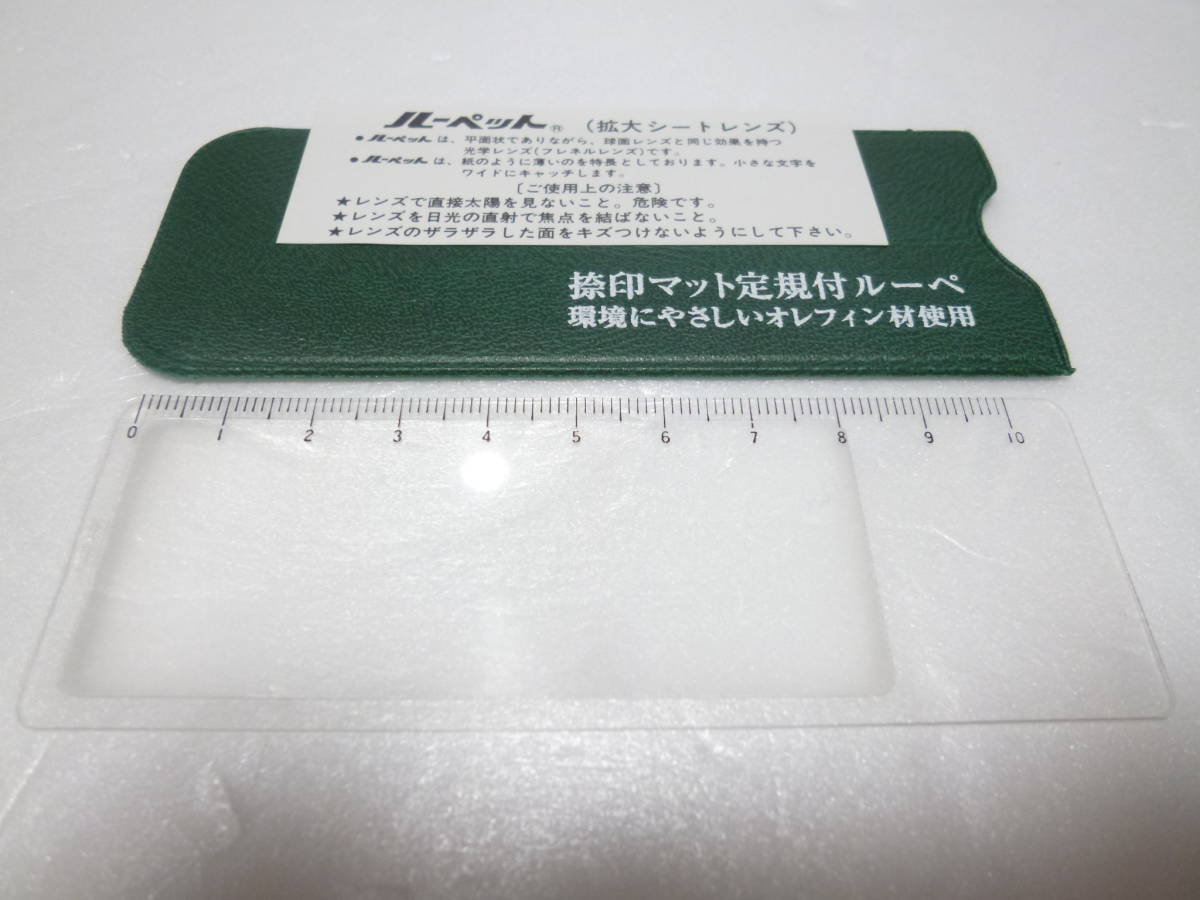 ルーペット® (拡大シートレンズ)
●ルーペットは、平面状でありながら、球面レンズと同じ効果を持つ
光学レンズ(フレネルレンズ)です。
●ルーペットは、紙のように薄いのを特長としております。小さな文字を
ワイドにキャッチします。
〔ご使用上の注意〕
★レンズで直接太陽を見ないこと。危険です。
★レンズを日光の直射で焦点を結ばないこと。
★レンズのザラザラした面をキズつけないようにして下さい。
捺印マット定規付ルーペ
環境にやさしいオレフィン材使用
0 1 2 3 4 5 6 7 8 9 10